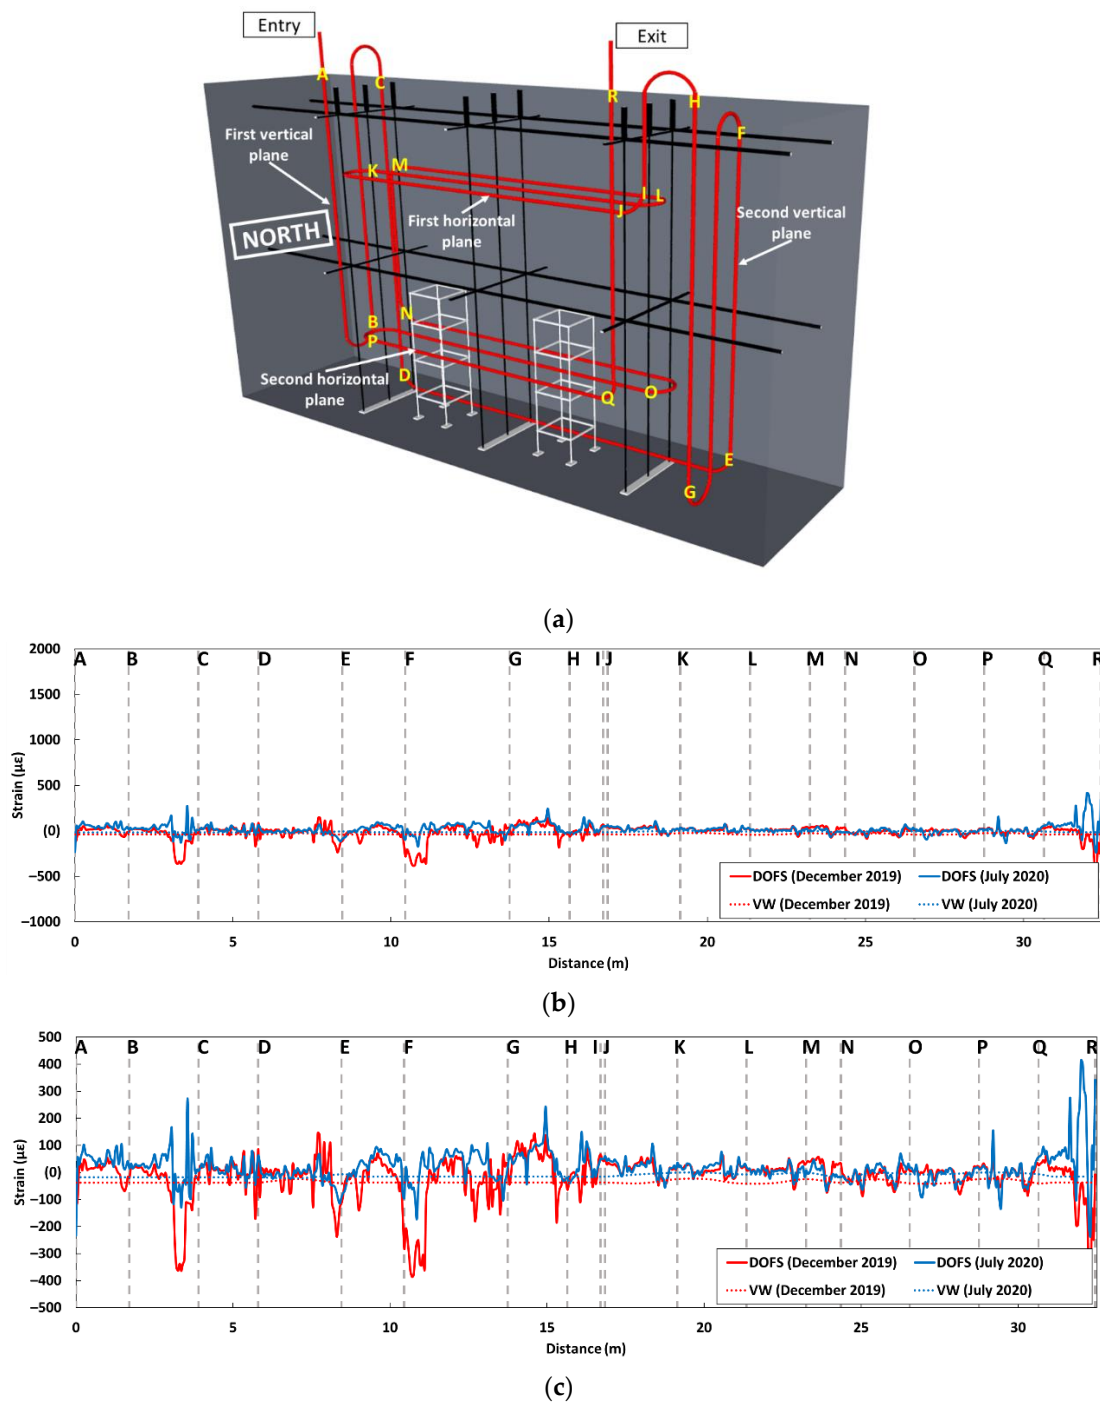 Entry
Exit
A
C
R
H
F
First vertical
plane
K
M
I
L
J
First horizontal
plane
Second vertical
plane
NORTH
B
N
P
D
Second horizontal
plane
Q
O
E
G
(a)
2000
1500
1000
500
(0)
−500
−1000
A B C D E F G H I J K L M N O P Q R
Strain (με)
DOFS (December 2019) DOFS (July 2020)
VW (December 2019) VW (July 2020)
0 5 10 15 20 25 30
Distance (m)
(b)
500
400
300
200
100
(0)
−100
−200
−300
−400
−500
A B C D E F G H I J K L M N O P Q R
Strain (με)
DOFS (December 2019) DOFS (July 2020)
VW (December 2019) VW (July 2020)
0 5 10 15 20 25 30
Distance (m)
(c)